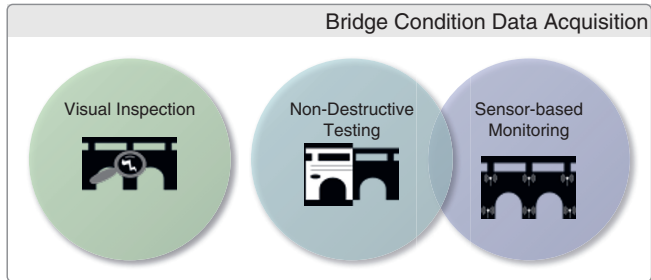 Bridge Condition Data Acquisition
Visual Inspection
Non-Destructive
Testing
Sensor-based
Monitoring